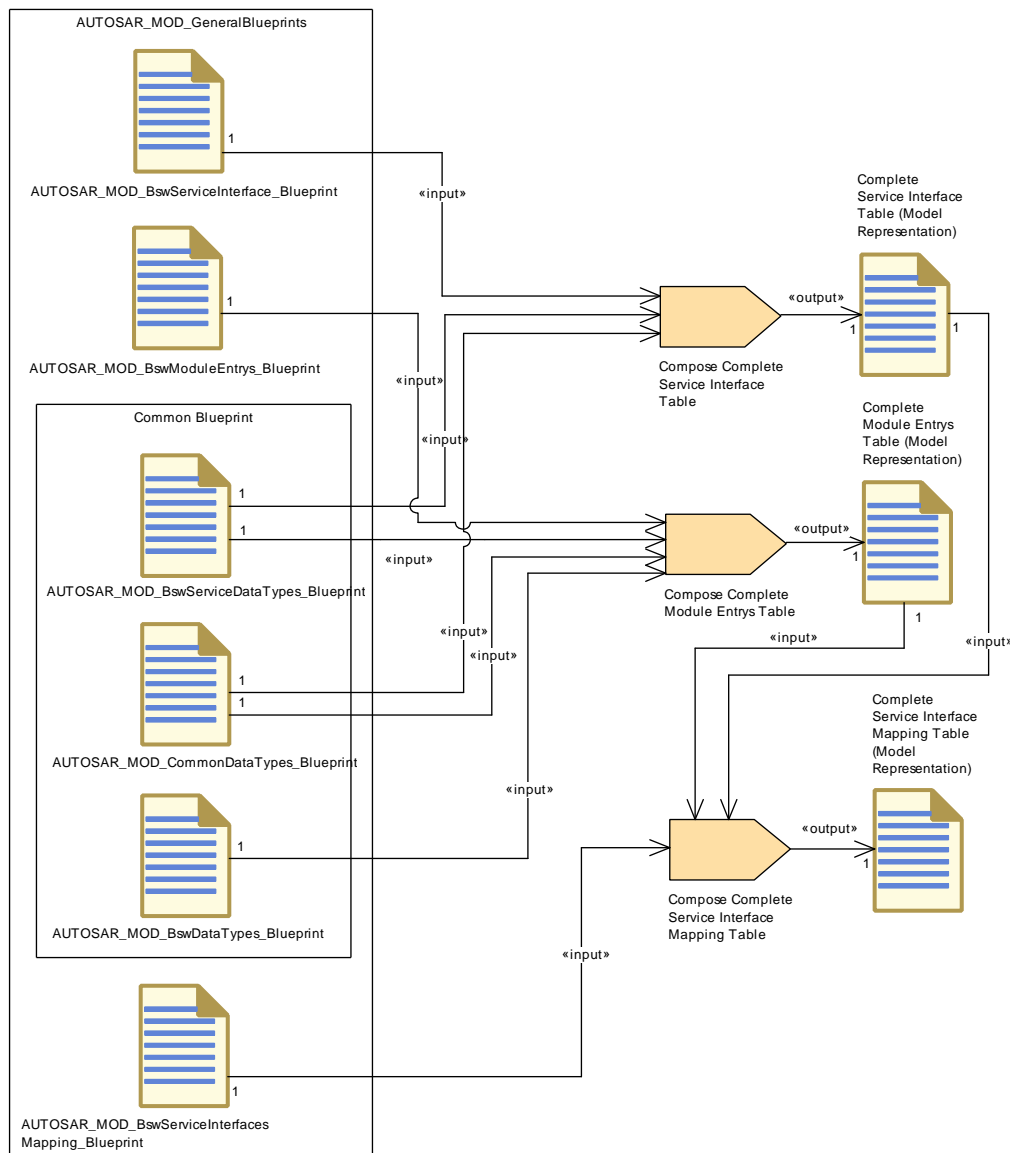 AUTOSAR_MOD_GeneralBlueprints
1
AUTOSAR_MOD_BswServiceInterface_Blueprint
«input»
1
AUTOSAR_MOD_BswModuleEntrys_Blueprint
«input»
Common Blueprint
«input»
1
1
AUTOSAR_MOD_BswServiceDataTypes_Blueprint
«input»
1
1
AUTOSAR_MOD_CommonDataTypes_Blueprint
«input»
«input»
1
AUTOSAR_MOD_BswDataTypes_Blueprint
«input»
1
AUTOSAR_MOD_BswServiceInterfaces
Mapping_Blueprint
«input»
Compose Complete
Service Interface
Table
«output»
1
Complete
Service Interface
Table (Model
Representation)
1
Compose Complete
Module Entrys Table
«output»
1
Complete
Module Entrys
Table (Model
Representation)
1
«input»
«input»
Compose Complete
Service Interface
Mapping Table
«output»
1
Complete
Service Interface
Mapping Table
(Model
Representation)